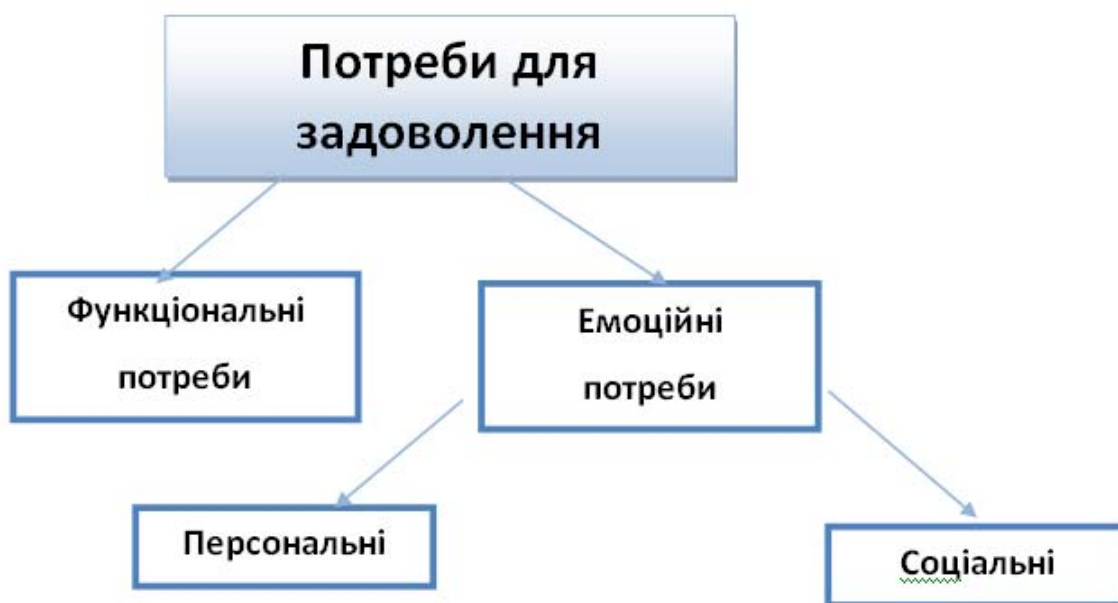 Потреби для
задоволення
Функціональні
потреби
Емоційні
потреби
Персональні
Соціальні